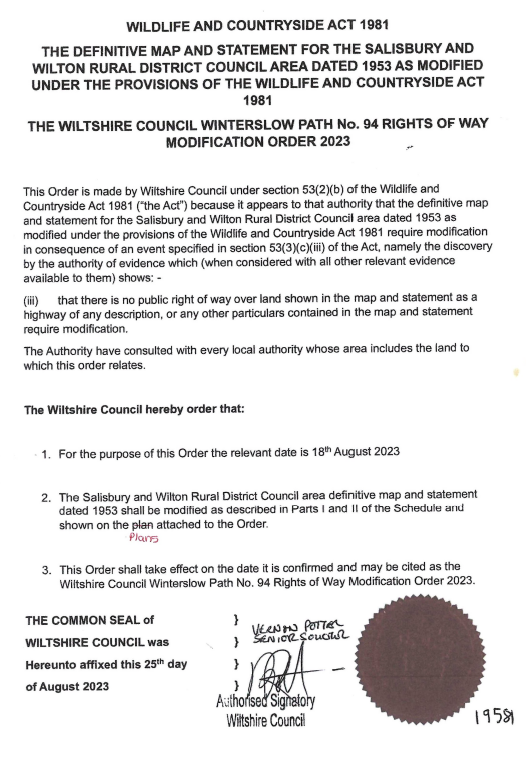 WILDLIFE AND COUNTRYSIDE ACT 1981
THE DEFINITIVE MAP AND STATEMENT FOR THE SALISBURY AND
WILTON RURAL DISTRICT COUNCIL AREA DATED 1953 AS MODIFIED
UNDER THE PROVISIONS OF THE WILDLIFE AND COUNTRYSIDE ACT
1981
THE WILTSHIRE COUNCIL WINTERSLOW PATH No. 94 RIGHTS OF WAY
MODIFICATION ORDER 2023
This Order is made by Wiltshire Council under section 53(2)(b) of the Wildlife and
Countryside Act 1981 ("the Act") because it appears to that authority that the definitive map
and statement for the Salisbury and Wilton Rural District Council area dated 1953 as
modified under the provisions of the Wildlife and Countryside Act 1981 require modification
in consequence of an event specified in section 53(3)(c)(iii) of the Act, namely the discovery
by the authority of evidence which (when considered with all other relevant evidence
available to them) shows: -
(iii) that there is no public right of way over land shown in the map and statement as a
highway of any description, or any other particulars contained in the map and statement
require modification.
The Authority have consulted with every local authority whose area includes the land to
which this order relates.
The Wiltshire Council hereby order that:
1. For the purpose of this Order the relevant date is 18th August 2023
2. The Salisbury and Wilton Rural District Council area definitive map and statement
dated 1953 shall be modified as described in Parts I and II of the Schedule and
shown on the plan attached to the Order.
Plans
3. This Order shall take effect on the date it is confirmed and may be cited as the
Wiltshire Council Winterslow Path No. 94 Rights of Way Modification Order 2023.
THE COMMON SEAL of }
VERNON POTTER
WILTSHIRE COUNCIL was }
SENIOR SOLICITOR
Hereunto affixed this 25th day }
of August 2023 }
Authorised Signatory
Wiltshire Council